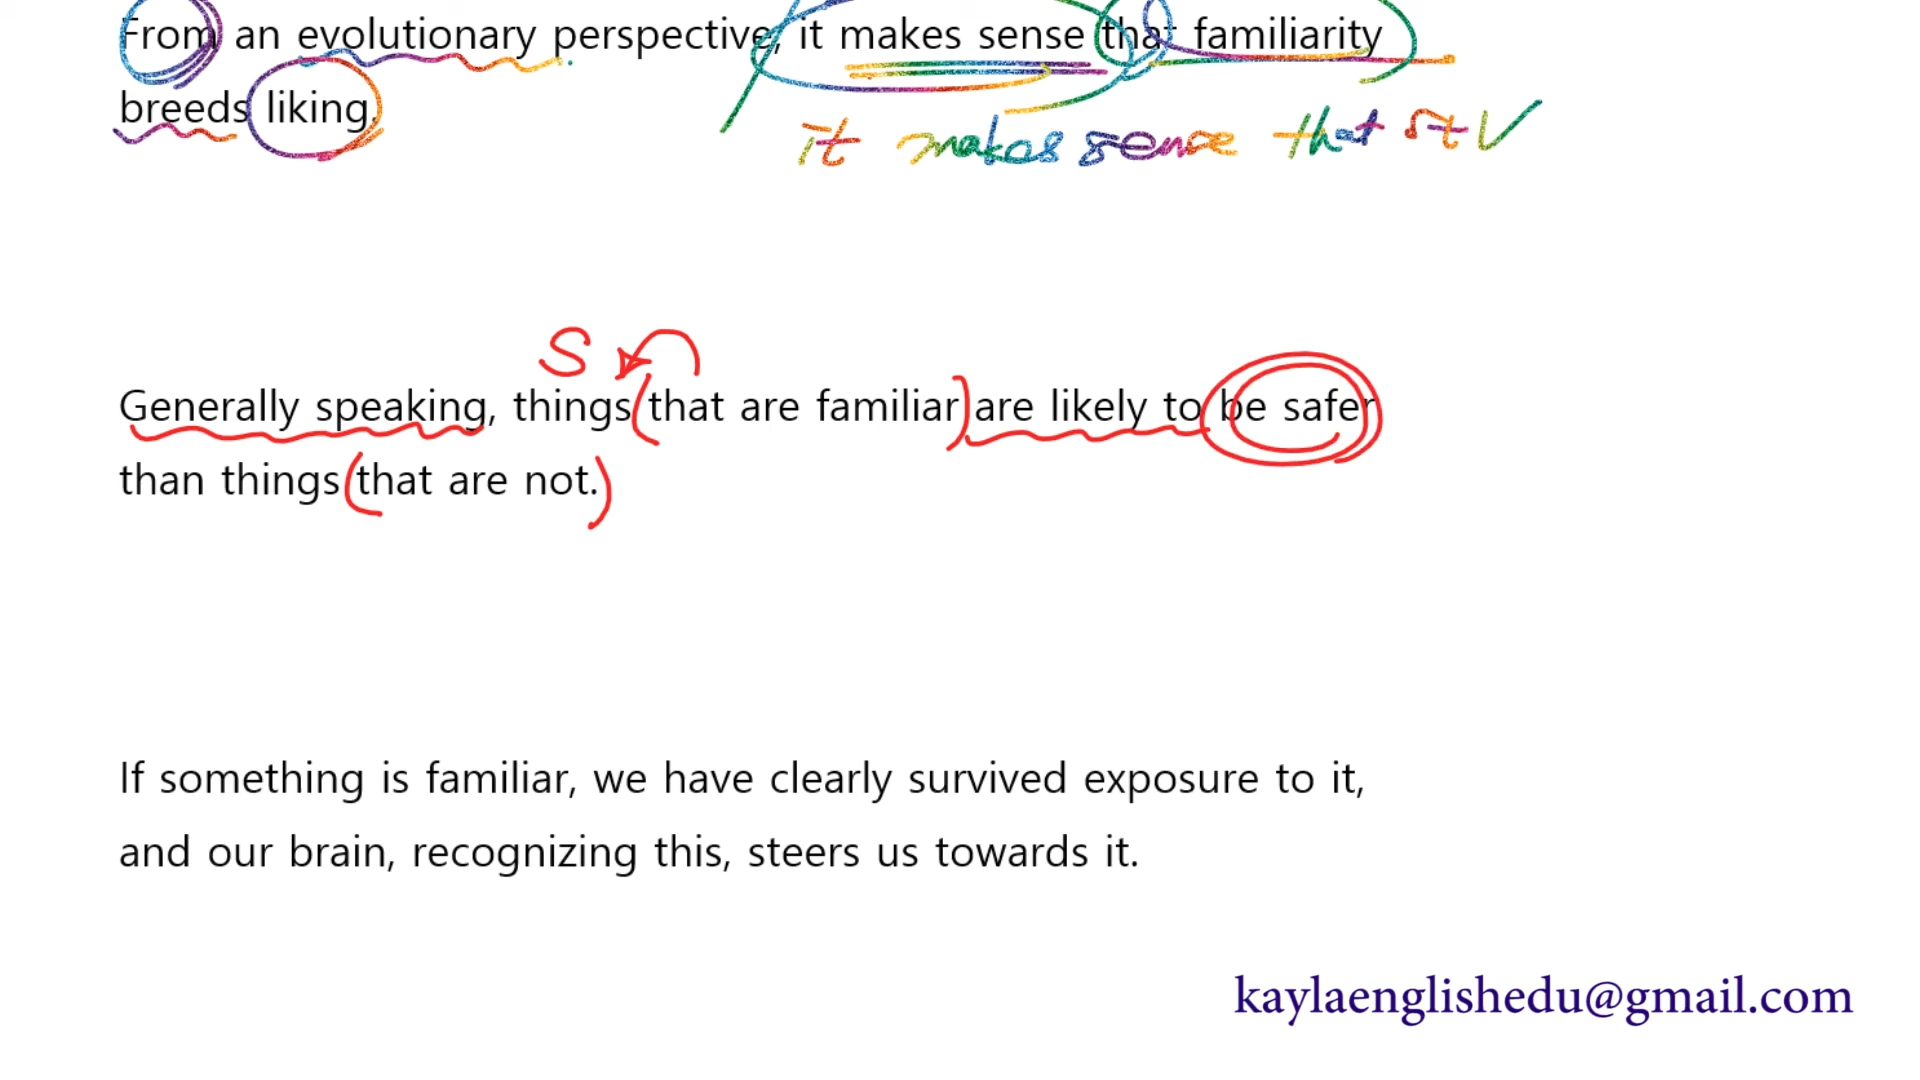 From an evolutionary perspective, it makes sense that familiarity
breeds liking.
it makes sense that S+V
S
Generally speaking, things that are familiar are likely to be safer
than things that are not.
If something is familiar, we have clearly survived exposure to it,
and our brain, recognizing this, steers us towards it.
kaylaenglishedu@gmail.com